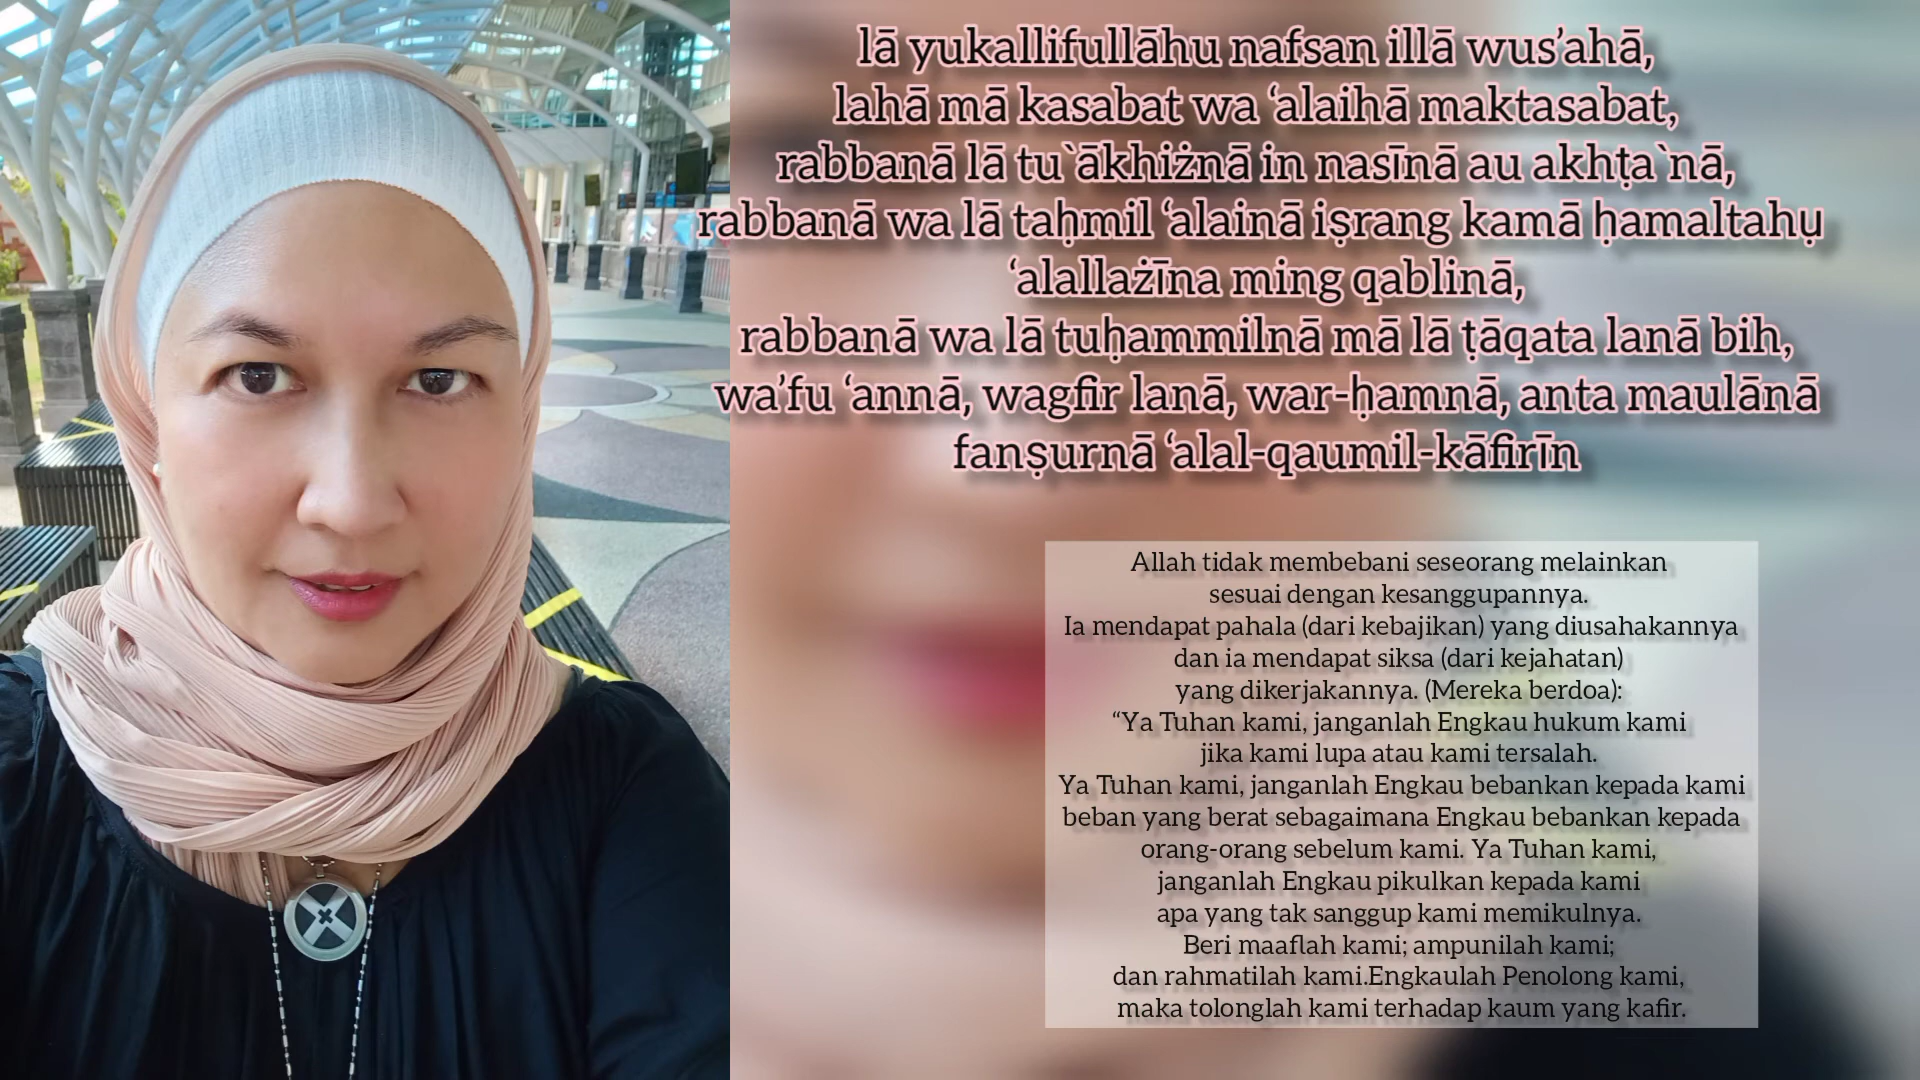 lā yukallifullāhu nafsan illā wus’ahā,
lahā mā kasabat wa ‘alaihā maktasabat,
rabbanā lā tu`ākhiżnā in nasīnā au akhṭa`nā,
rabbanā wa lā taḥmil ‘alainā iṣrang kamā ḥamaltahụ
‘alallażīna ming qablinā,
rabbanā wa lā tuḥammilnā mā lā ṭāqata lanā bih,
wa’fu ‘annā, wagfir lanā, war-ḥamnā, anta maulānā
fanṣurnā ‘alal-qaumil-kāfirīn
Allah tidak membebani seseorang melainkan
sesuai dengan kesanggupannya.
Ia mendapat pahala (dari kebajikan) yang diusahakannya
dan ia mendapat siksa (dari kejahatan)
yang dikerjakannya. (Mereka berdoa):
“Ya Tuhan kami, janganlah Engkau hukum kami
jika kami lupa atau kami tersalah.
Ya Tuhan kami, janganlah Engkau bebankan kepada kami
beban yang berat sebagaimana Engkau bebankan kepada
orang-orang sebelum kami. Ya Tuhan kami,
janganlah Engkau pikulkan kepada kami
apa yang tak sanggup kami memikulnya.
Beri maaflah kami; ampunilah kami;
dan rahmatilah kami.Engkaulah Penolong kami,
maka tolonglah kami terhadap kaum yang kafir.